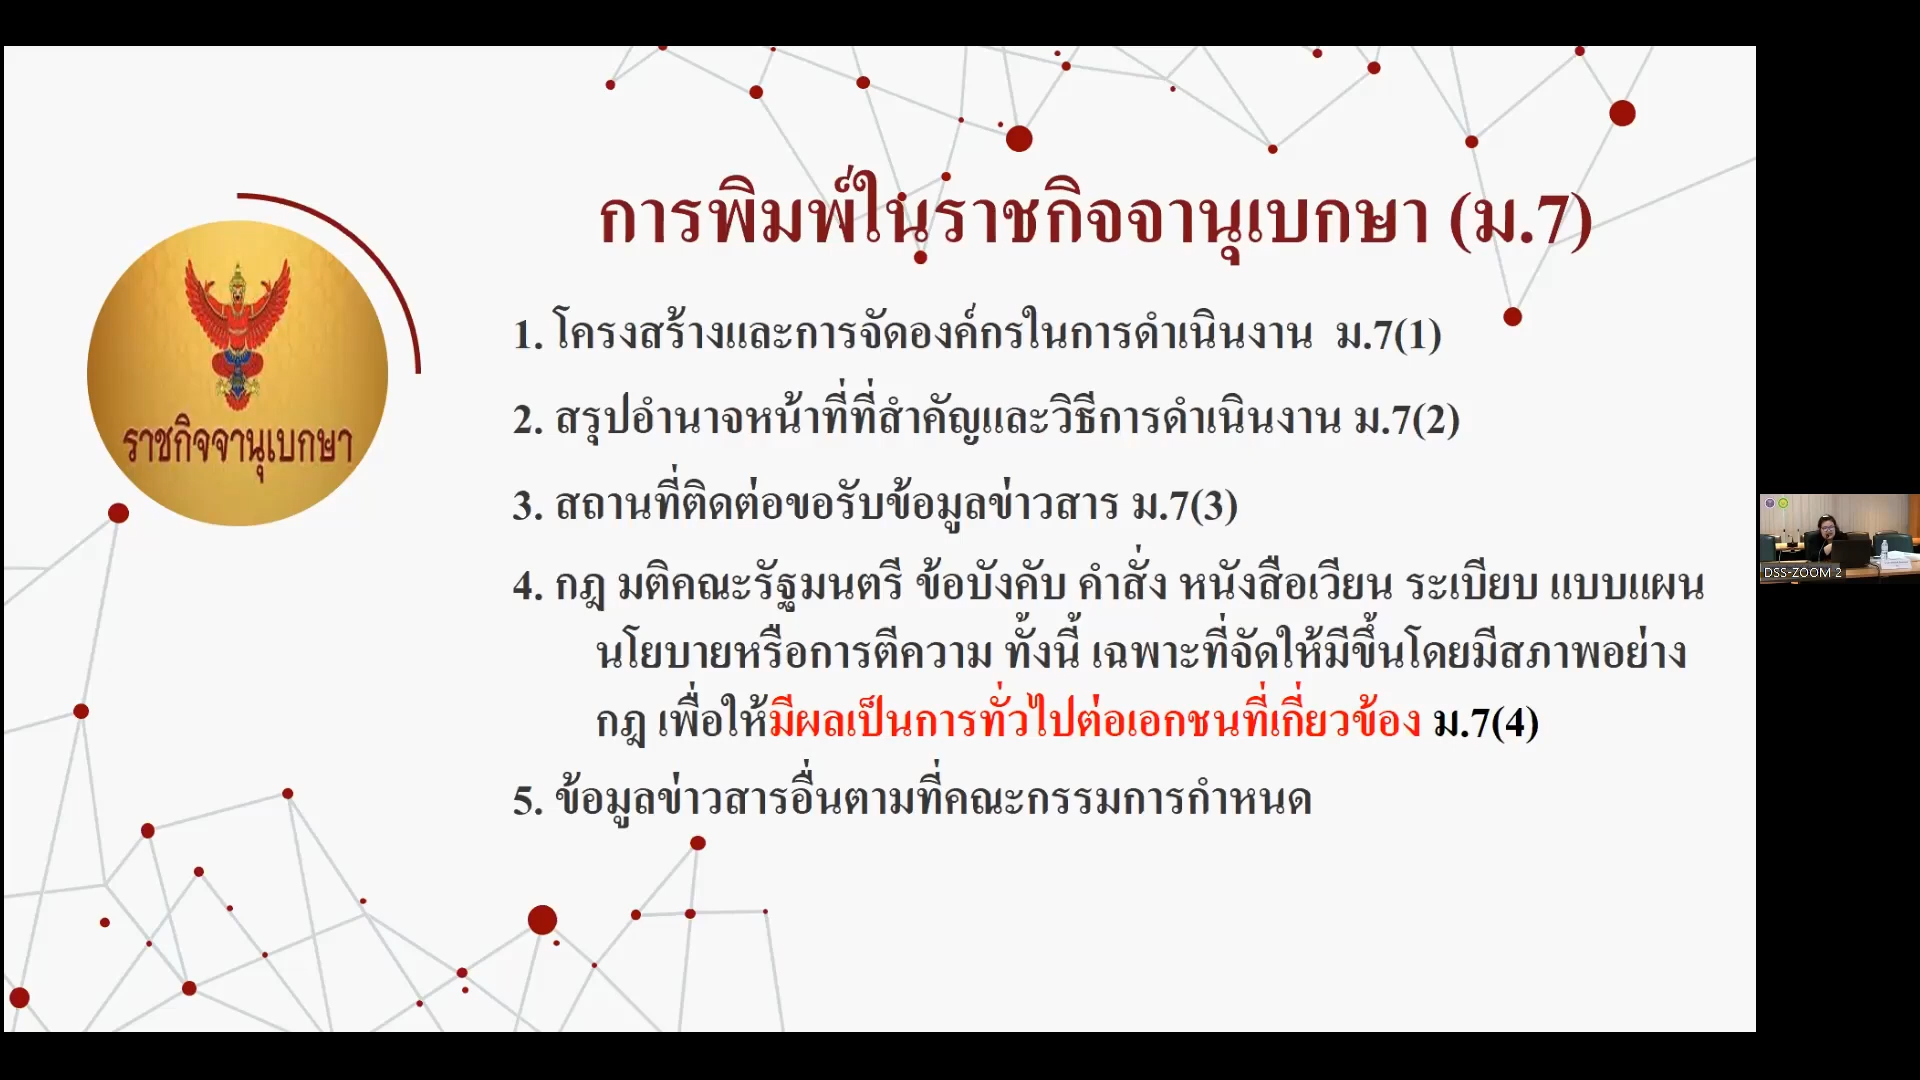 การพิมพ์ในราชกิจจานุเบกษา (ม.7)
ราชกิจจานุเบกษา
1. โครงสร้างและการจัดองค์กรในการดำเนินงาน ม.7(1)
2. สรุปอำนาจหน้าที่ที่สำคัญและวิธีการดำเนินงาน ม.7(2)
3. สถานที่ติดต่อขอรับข้อมูลข่าวสาร ม.7(3)
4. กฎ มติคณะรัฐมนตรี ข้อบังคับ คำสั่ง หนังสือเวียน ระเบียบ แบบแผน
นโยบายหรือการตีความ ทั้งนี้ เฉพาะที่จัดให้มีขึ้นโดยมีสภาพอย่าง
กฎ เพื่อให้มีผลเป็นการทั่วไปต่อเอกชนที่เกี่ยวข้อง ม.7(4)
5. ข้อมูลข่าวสารอื่นตามที่คณะกรรมการกำหนด
DSS-ZOOM 2